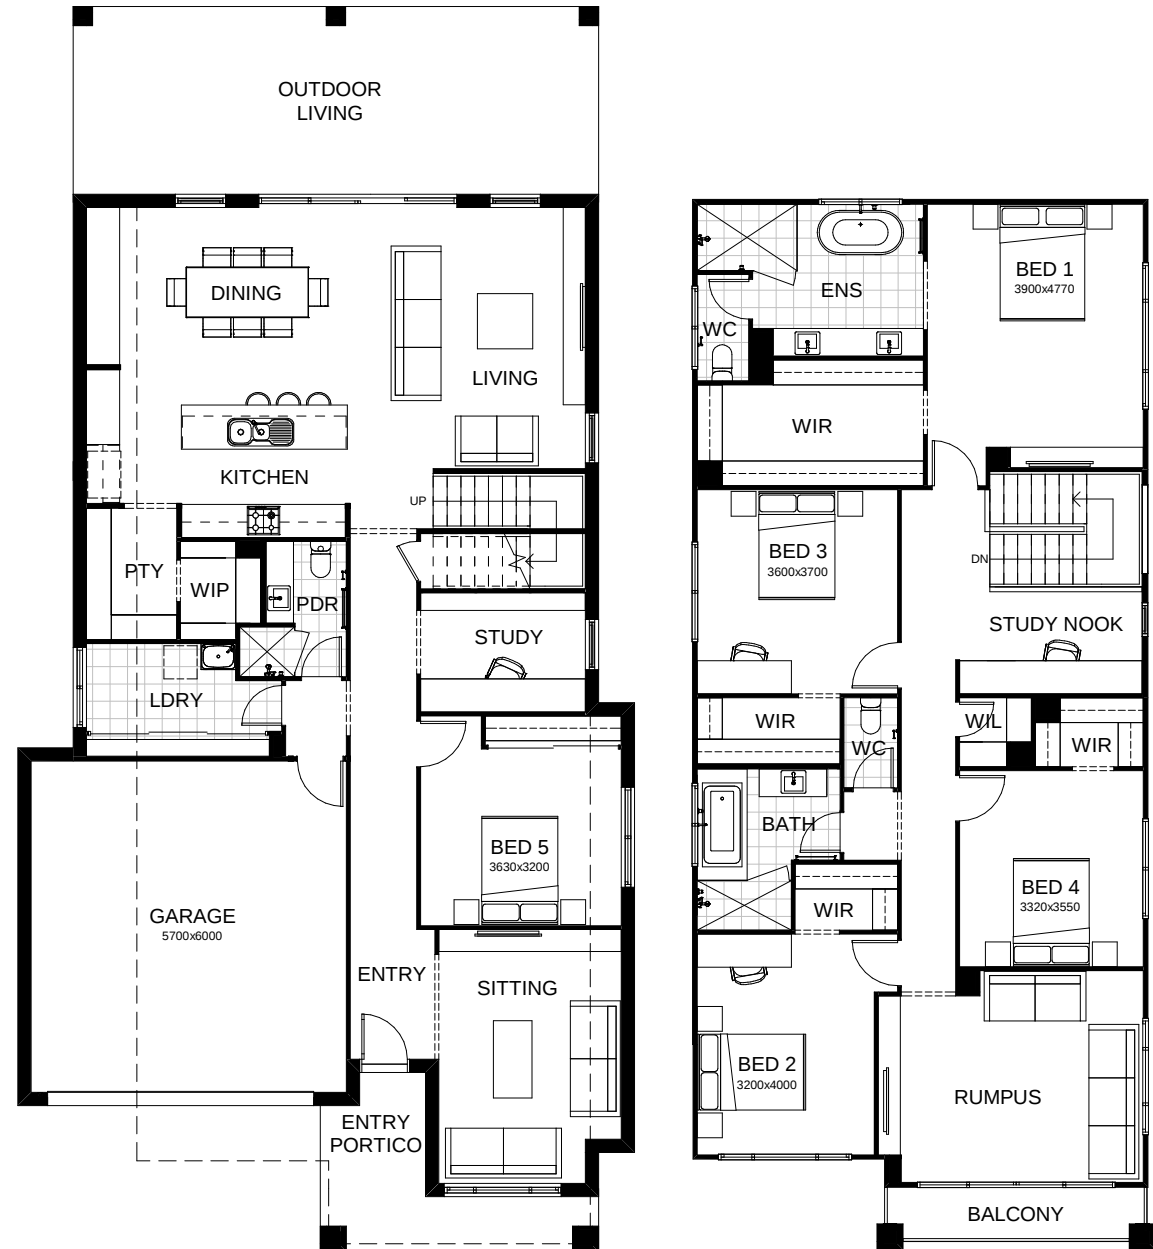 OUTDOOR
LIVING
DINING
LIVING
KITCHEN
UP
PTY
WIP
PDR
STUDY
LDRY
BED 5
3630x3200
GARAGE
5700x6000
ENTRY
SITTING
ENTRY
PORTICO
BED 1
3900x4770
ENS
WC
WIR
BED 3
3600x3700
DN
STUDY NOOK
WIR
WC
WIL
WIR
BATH
BED 4
3320x3550
WIR
BED 2
3200x4000
RUMPUS
BALCONY